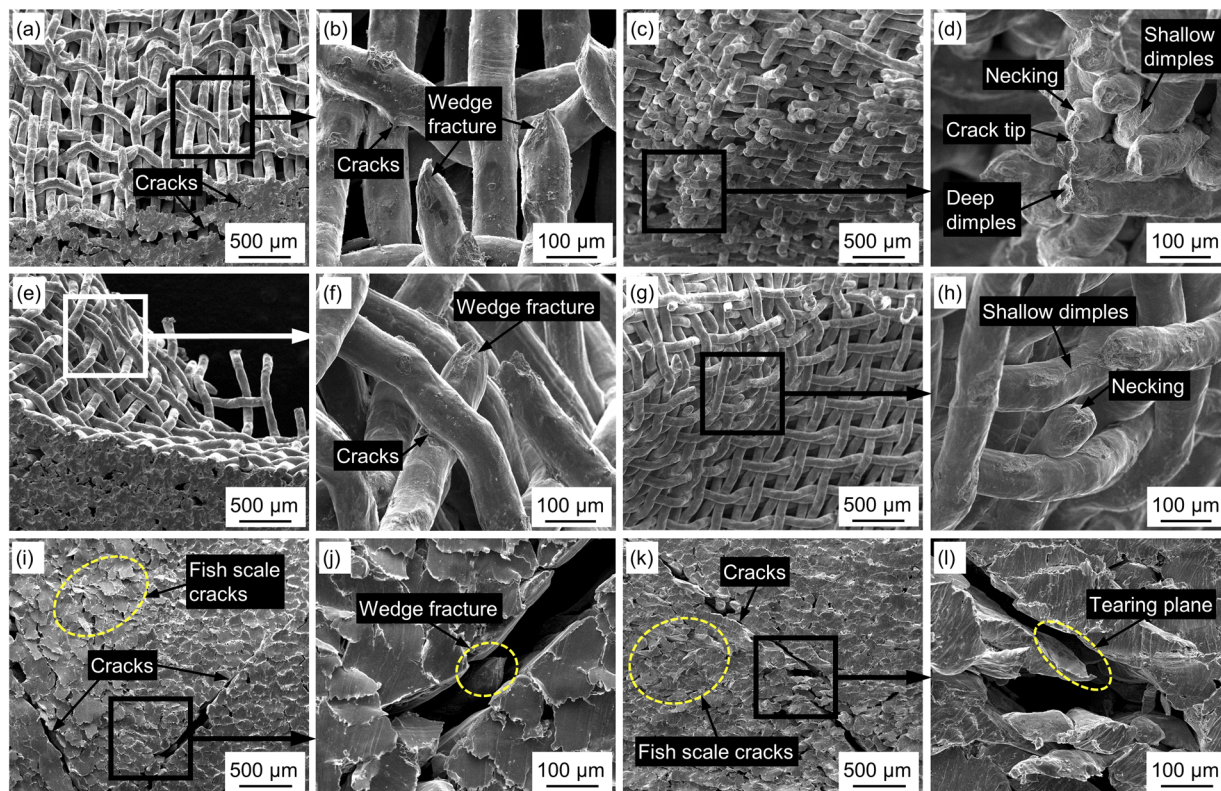 (a)
Cracks
500 µm
(b)
Wedge
fracture
Cracks
100 µm
(c)
500 µm
(d)
Shallow
dimples
Necking
Crack tip
Deep
dimples
100 µm
(e)
500 µm
(f)
Wedge fracture
Cracks
100 µm
(g)
500 µm
(h)
Shallow dimples
Necking
100 µm
(i)
Fish scale
cracks
Cracks
500 µm
(j)
Wedge fracture
100 µm
(k)
Cracks
Fish scale cracks
500 µm
(l)
Tearing plane
100 µm